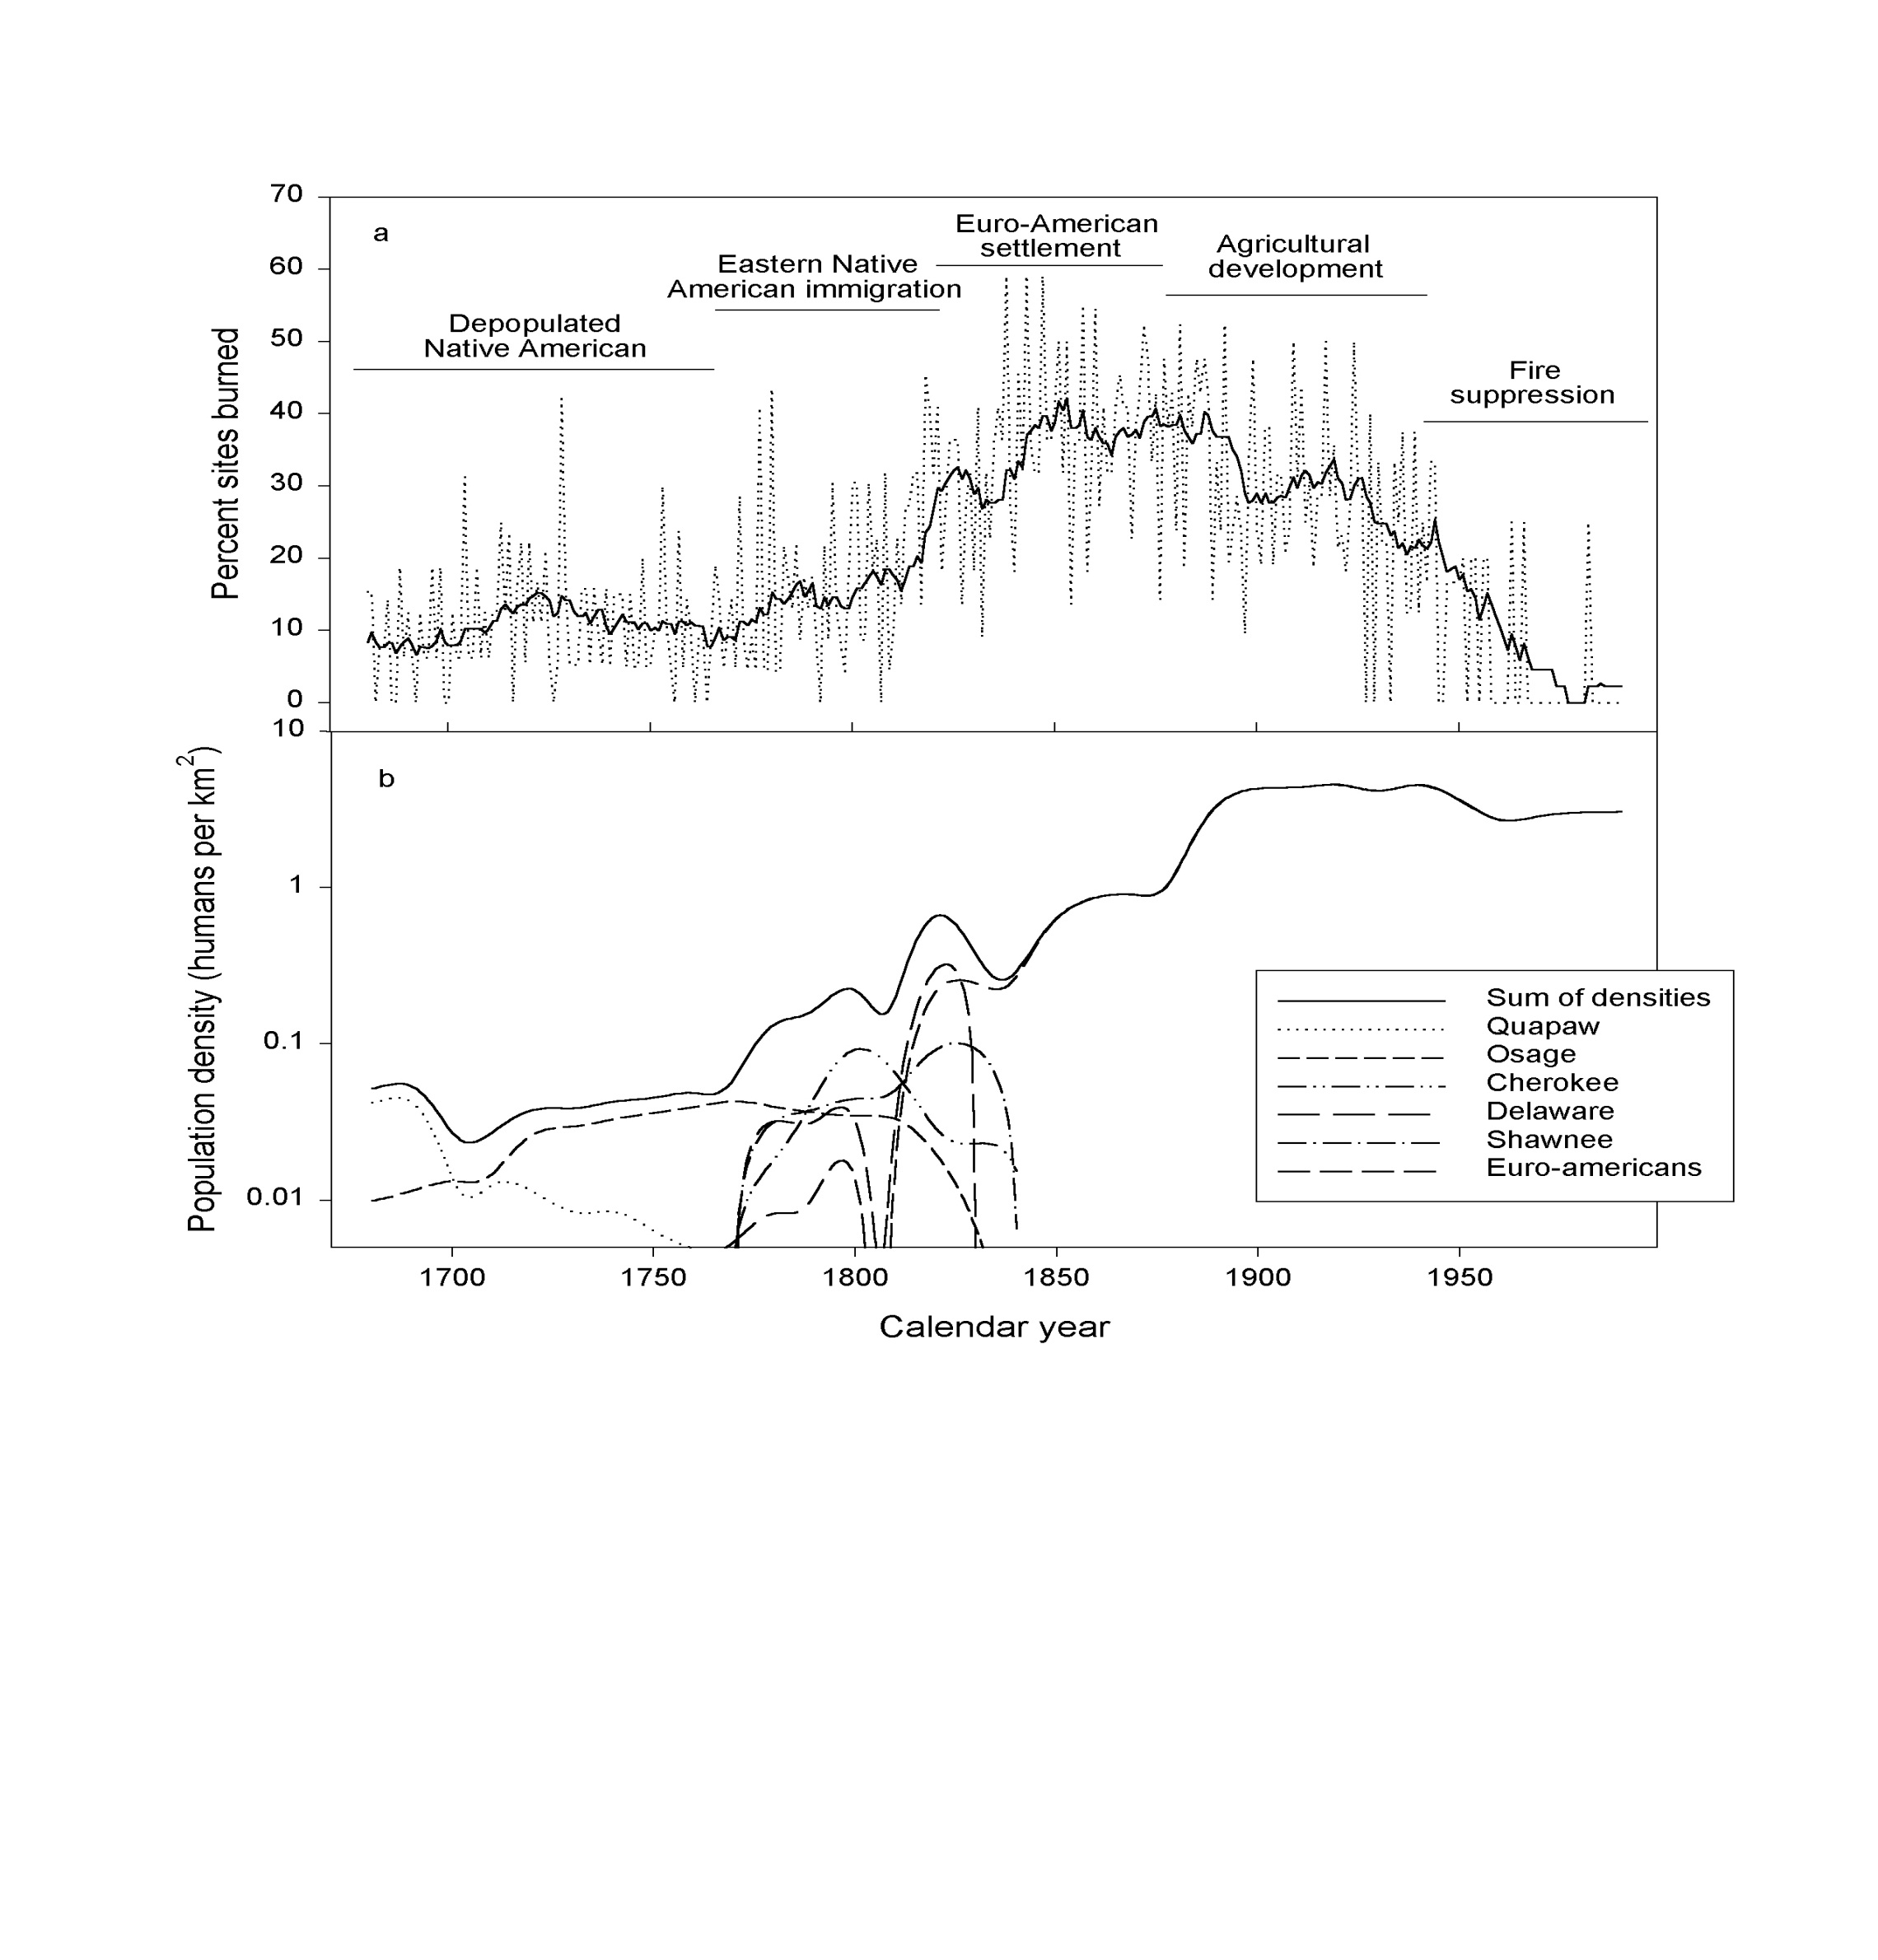 70
60
50
40
30
20
10
0
Percent sites burned
a
Depopulated
Native American
Eastern Native
American immigration
Euro-American
settlement
Agricultural
development
Fire
suppression
10
1
0.1
0.01
Population density (humans per km2)
b
Sum of densities
Quapaw
Osage
Cherokee
Delaware
Shawnee
Euro-americans
1700 1750 1800 1850 1900 1950
Calendar year